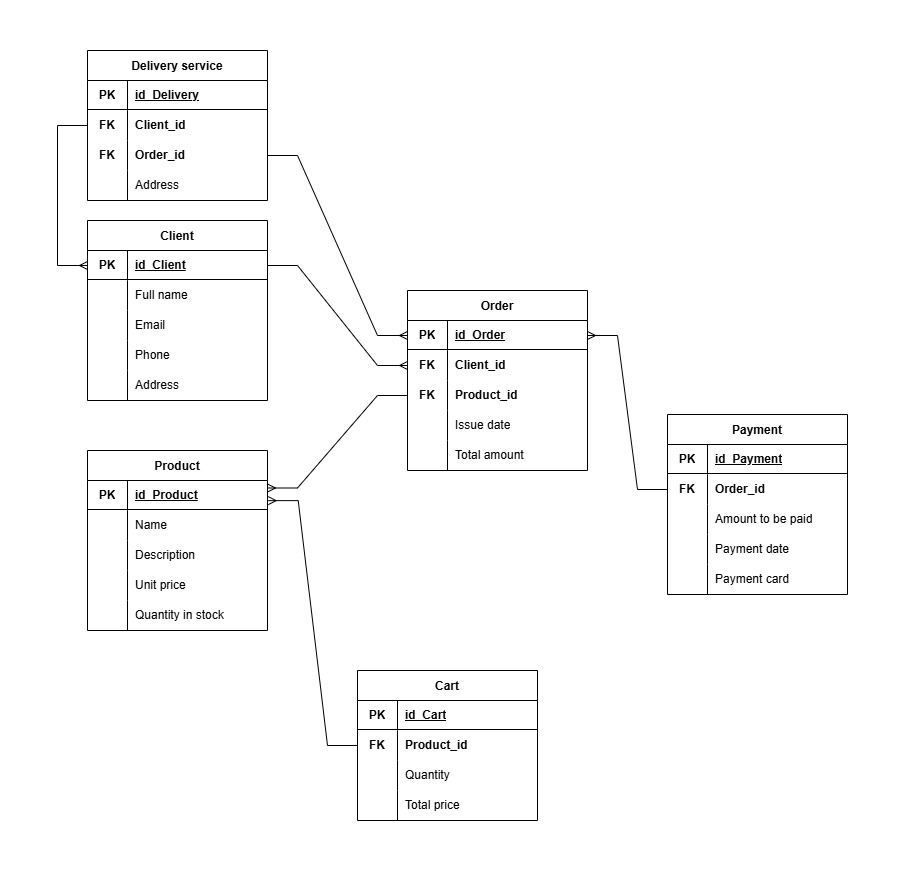 Delivery service
PK id_Delivery
FK Client_id
FK Order_id
Address
Client
PK id_Client
Full name
Email
Phone
Address
Order
PK id_Order
FK Client_id
FK Product_id
Issue date
Total amount
Payment
PK id_Payment
FK Order_id
Amount to be paid
Payment date
Payment card
Product
PK id_Product
Name
Description
Unit price
Quantity in stock
Cart
PK id_Cart
FK Product_id
Quantity
Total price